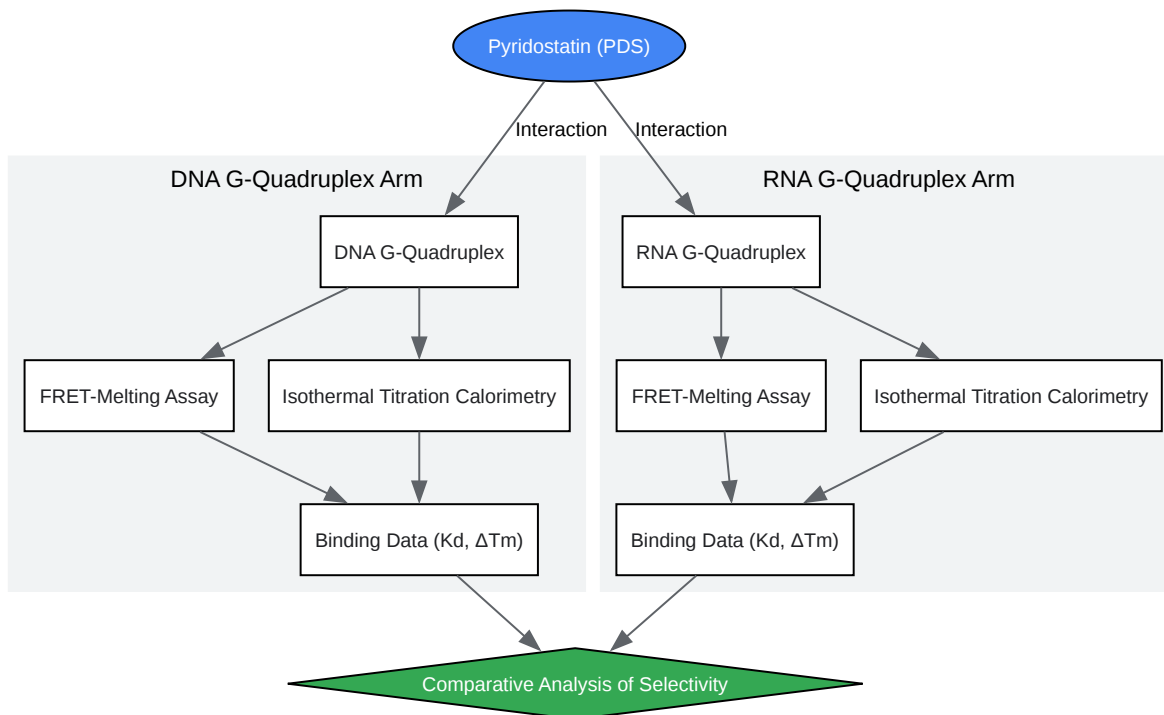 Pyridostatin (PDS)
Interaction
Interaction
DNA G-Quadruplex Arm
RNA G-Quadruplex Arm
DNA G-Quadruplex
RNA G-Quadruplex
FRET-Melting Assay
Isothermal Titration Calorimetry
FRET-Melting Assay
Isothermal Titration Calorimetry
Binding Data (Kd, ΔTm)
Binding Data (Kd, ΔTm)
Comparative Analysis of Selectivity